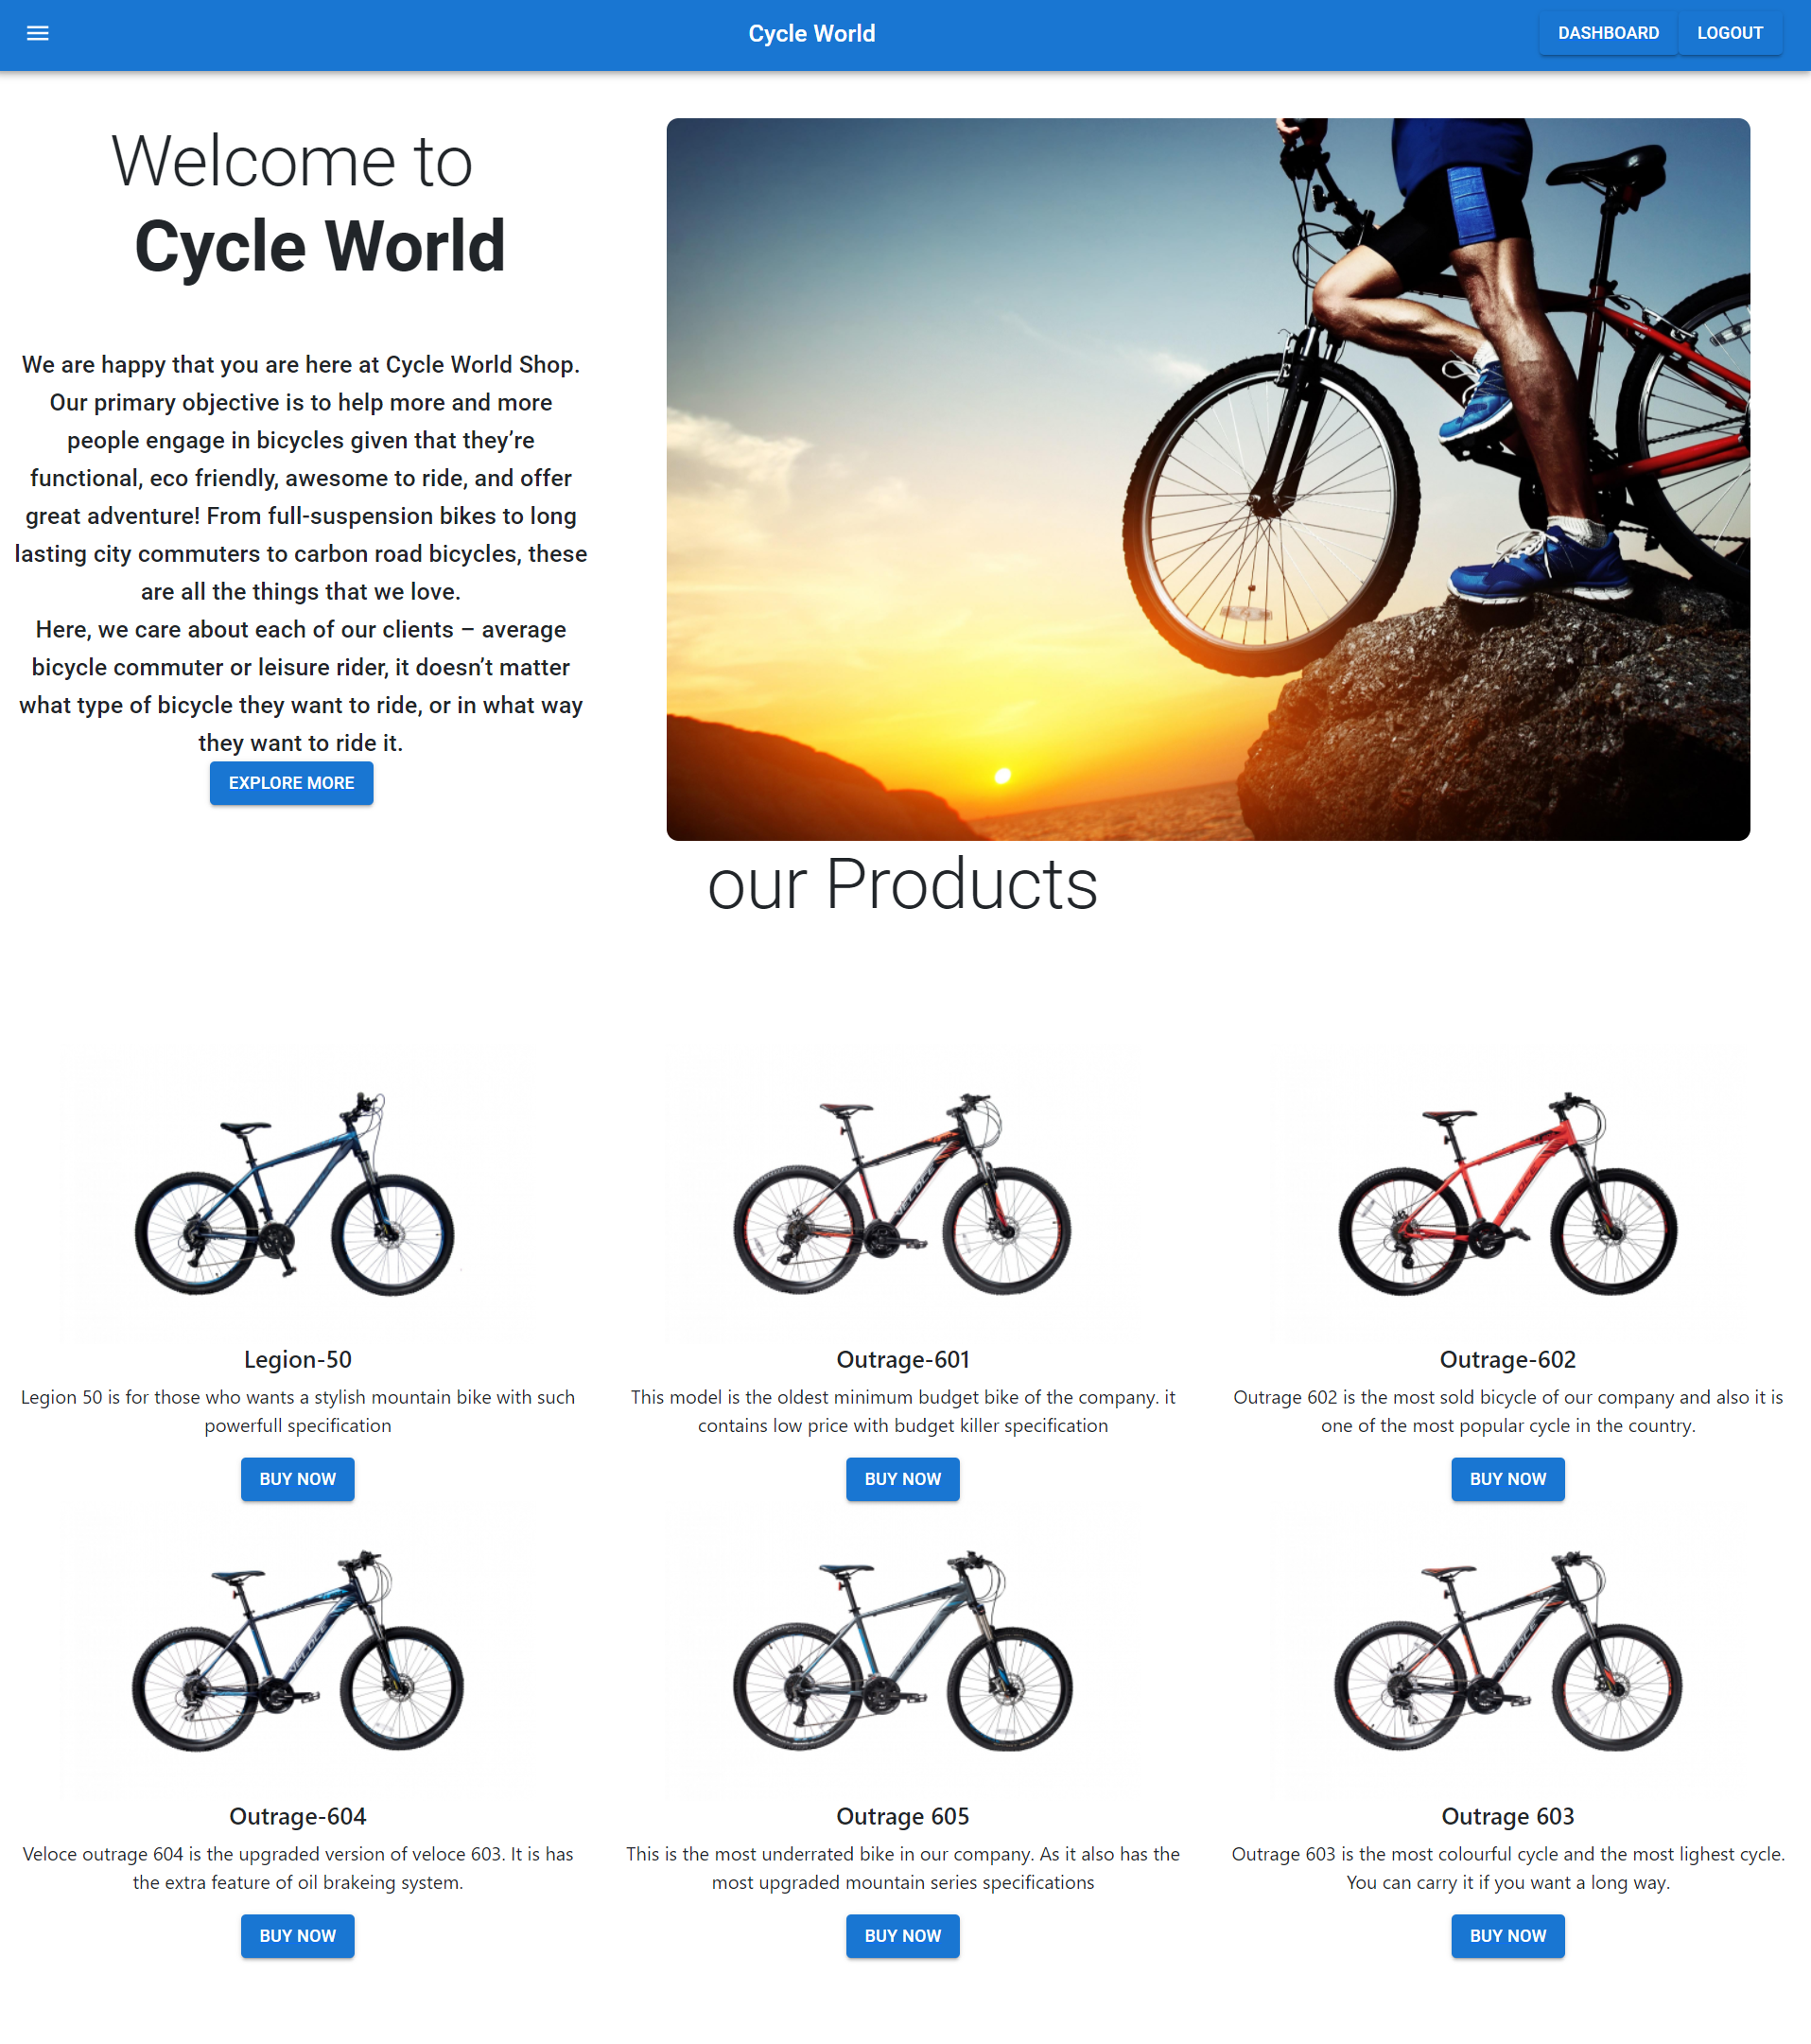 Cycle World
DASHBOARD
LOGOUT
Welcome to
Cycle World
We are happy that you are here at Cycle World Shop.
Our primary objective is to help more and more
people engage in bicycles given that they’re
functional, eco friendly, awesome to ride, and offer
great adventure! From full-suspension bikes to long
lasting city commuters to carbon road bicycles, these
are all the things that we love.
Here, we care about each of our clients – average
bicycle commuter or leisure rider, it doesn’t matter
what type of bicycle they want to ride, or in what way
they want to ride it.
EXPLORE MORE
our Products
VELOCE
VELOCE
Legion-50
Legion 50 is for those who wants a stylish mountain bike with such
powerfull specification
BUY NOW
Outrage-601
This model is the oldest minimum budget bike of the company. it
contains low price with budget killer specification
BUY NOW
Outrage-602
Outrage 602 is the most sold bicycle of our company and also it is
one of the most popular cycle in the country.
BUY NOW
VELOCE
VELOCE
VELOCE
Outrage-604
Veloce outrage 604 is the upgraded version of veloce 603. It is has
the extra feature of oil brakeing system.
BUY NOW
Outrage 605
This is the most underrated bike in our company. As it also has the
most upgraded mountain series specifications
BUY NOW
Outrage 603
Outrage 603 is the most colourful cycle and the most lighest cycle.
You can carry it if you want a long way.
BUY NOW